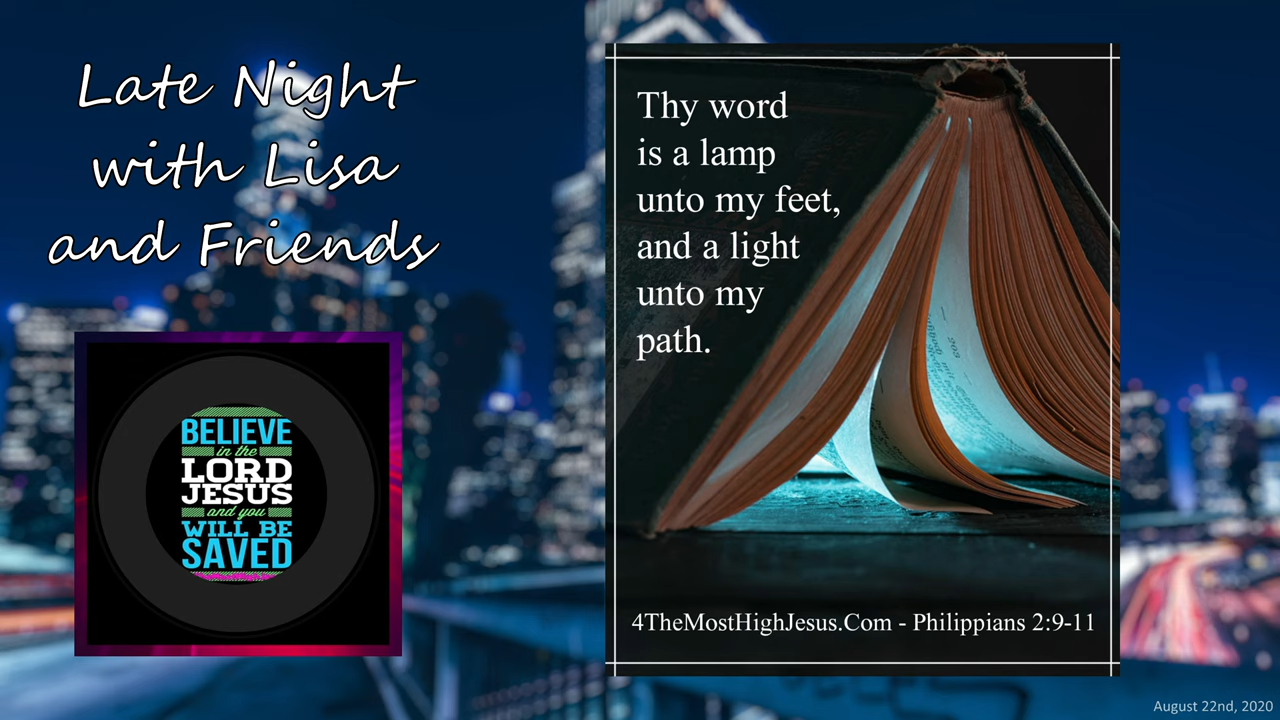 Late Night
with Lisa
and Friends
BELIEVE
in the
LORD
JESUS
and you
WILL BE
SAVED
Thy word
is a lamp
unto my feet,
and a light
unto my
path.
4TheMostHighJesus.Com - Philippians 2:9-11
August 22nd, 2020